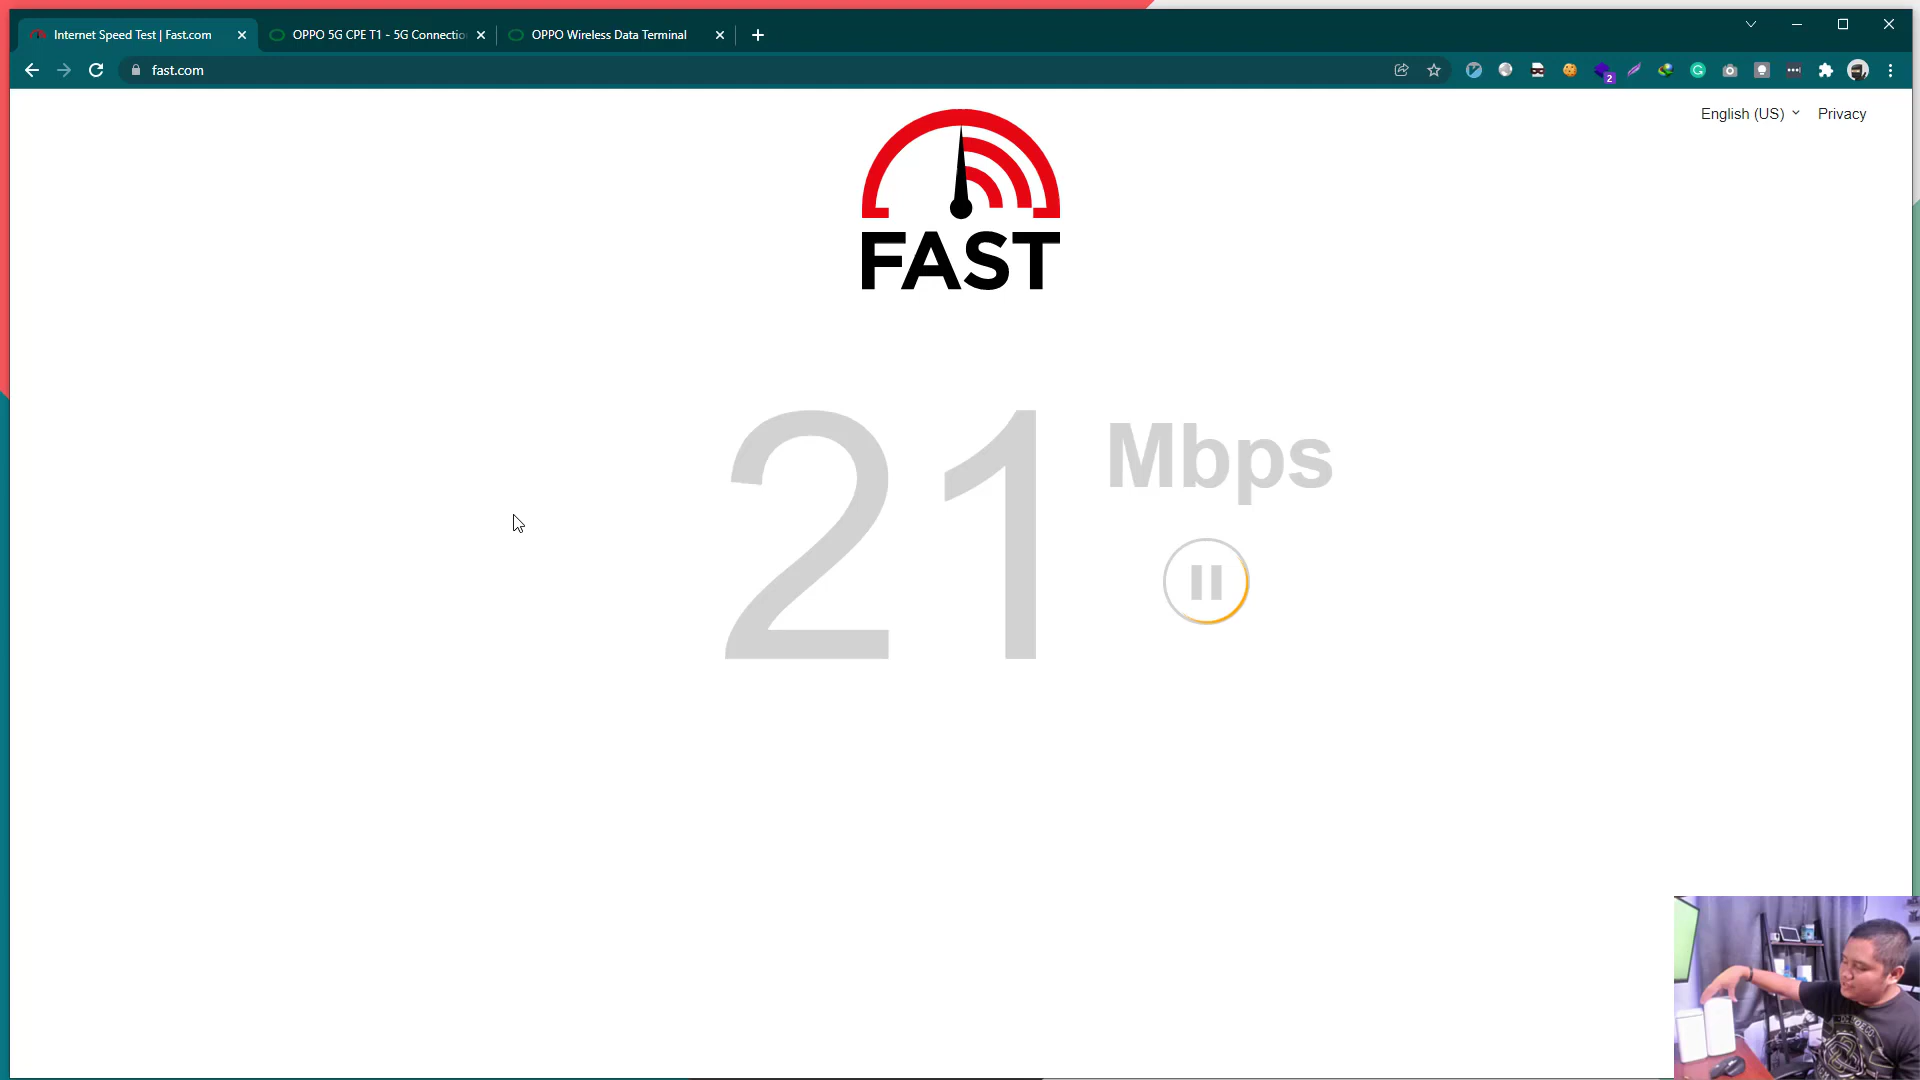 Internet Speed Test | Fast.com
OPPO 5G CPE T1 - 5G Connectio
OPPO Wireless Data Terminal
fast.com
2
English (US)
Privacy
FAST
21 Mbps